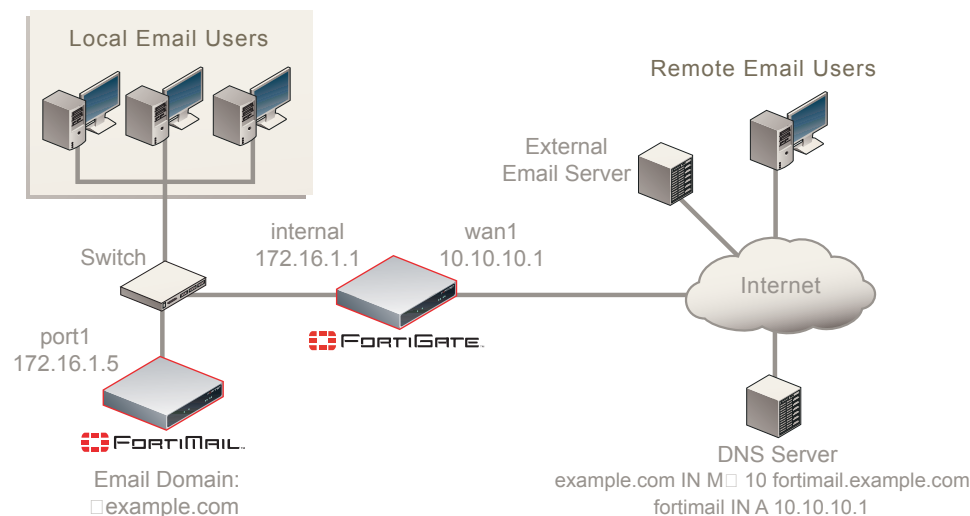 Local Email Users
Remote Email Users
External
Email Server
internal
172.16.1.1
wan1
10.10.10.1
Switch
Internet
port1
172.16.1.5
FORTIGATE
FORTIMAIL
Email Domain:
□example.com
DNS Server
example.com IN M□ 10 fortimail.example.com
fortimail IN A 10.10.10.1